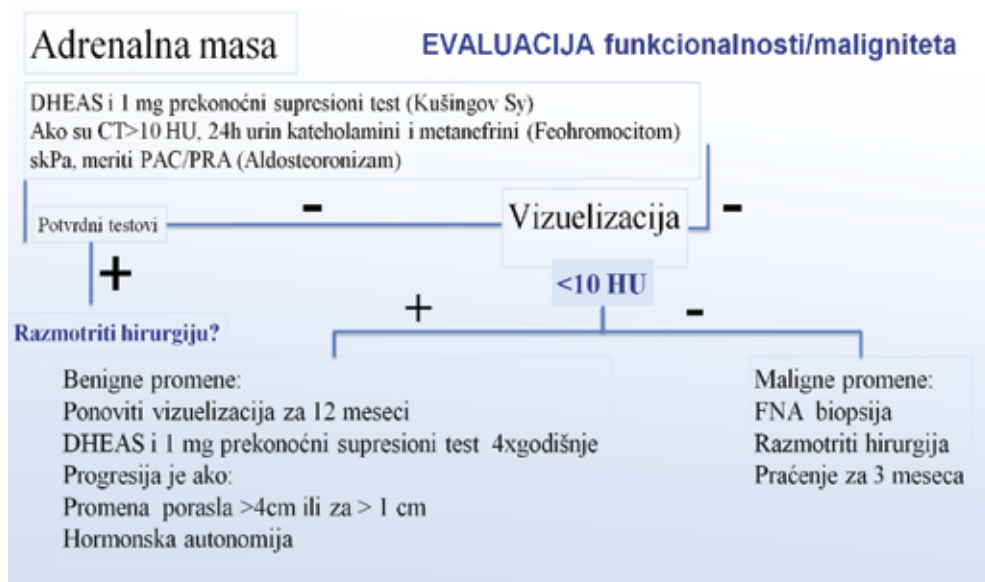 Adrenalna masa
EVALUACIJA funkcionalnosti/maligniteta
DHEAS i 1 mg prekonoćni supresioni test (Kušingov Sy)
Ako su CT>10 HU, 24h urin kateholamini i metanefrini (Feohromocitom)
skPa, meriti PAC/PRA (Aldosteoronizam)
-
-
Potvrdni testovi
Vizuelizacija
+
<10 HU
+
-
Razmotriti hirurgiju?
Benigne promene:
Ponoviti vizuelizacija za 12 meseci
DHEAS i 1 mg prekonoćni supresioni test 4xgodišnje
Progresija je ako:
Promena porasla >4cm ili za > 1 cm
Hormonska autonomija
Maligne promene:
FNA biopsija
Razmotriti hirurgija
Praćenje za 3 meseca